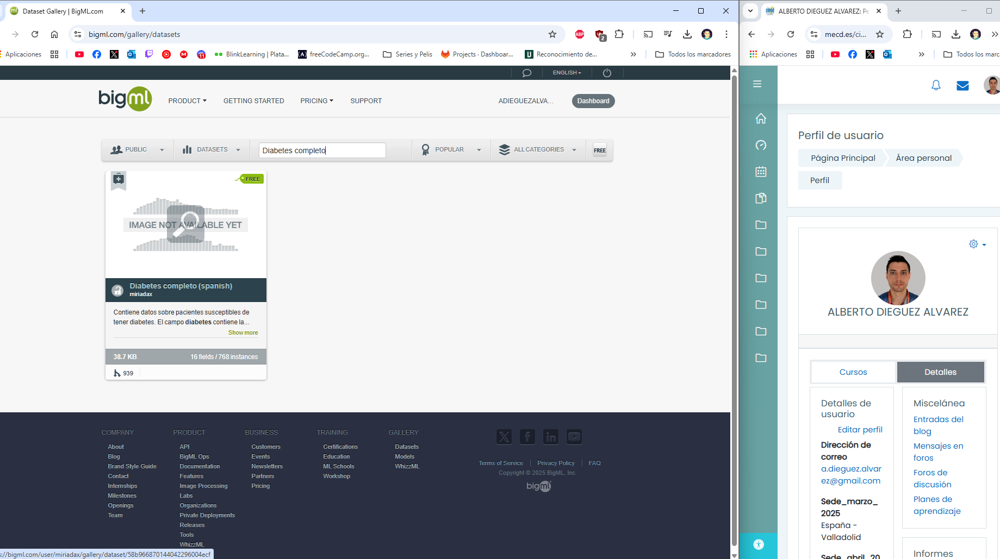 Dataset Gallery | BigML.com
bigml.com/gallery/datasets
2
Aplicaciones
BlinkLearning | Plata...
freeCodeCamp.org...
Series y Pelis
Projects · Dashboar...
Reconocimiento de...
Todos los marcadores
ENGLISH
bigml
PRODUCT
GETTING STARTED
PRICING
SUPPORT
ADIEGUEZALVA...
Dashboard
PUBLIC
DATASETS
Diabetes completo
POPULAR
ALL CATEGORIES
FREE
FREE
IMAGE NOT AVAILABLE YET
Diabetes completo (spanish)
miriadax
Contiene datos sobre pacientes susceptibles de
tener diabetes. El campo diabetes contiene la...
Show more
38.7 KB
16 fields / 768 instances
939
COMPANY
About
Blog
Brand Style Guide
Contact
Internships
Milestones
Openings
Team
PRODUCT
API
BigML Ops
Documentation
Features
Image Processing
Labs
Organizations
Private Deployments
Releases
Tools
WhizzML
BUSINESS
Customers
Events
Newsletters
Partners
Pricing
TRAINING
Certifications
Education
ML Schools
Workshop
GALLERY
Datasets
Models
WhizzML
Terms of Service
Privacy Policy
FAQ
Copyright © 2025 BigML, Inc.
bigml
s://bigml.com/user/miriadax/gallery/dataset/58b966870144042296004ecf
ALBERTO DIEGUEZ ALVAREZ: Pe
mecd.es/ci...
Aplicaciones
Todos los marca
Perfil de usuario
Página Principal
Área personal
Perfil
ALBERTO DIEGUEZ ALVAREZ
Cursos
Detalles
Detalles de
usuario
Editar perfil
Dirección de
correo
a.dieguez.alvar
ez@gmail.com
Sede_marzo_
2025
España -
Valladolid
Sede_abril_20
Miscelánea
Entradas del
blog
Mensajes en
foros
Foros de
discusión
Planes de
aprendizaje
Informes